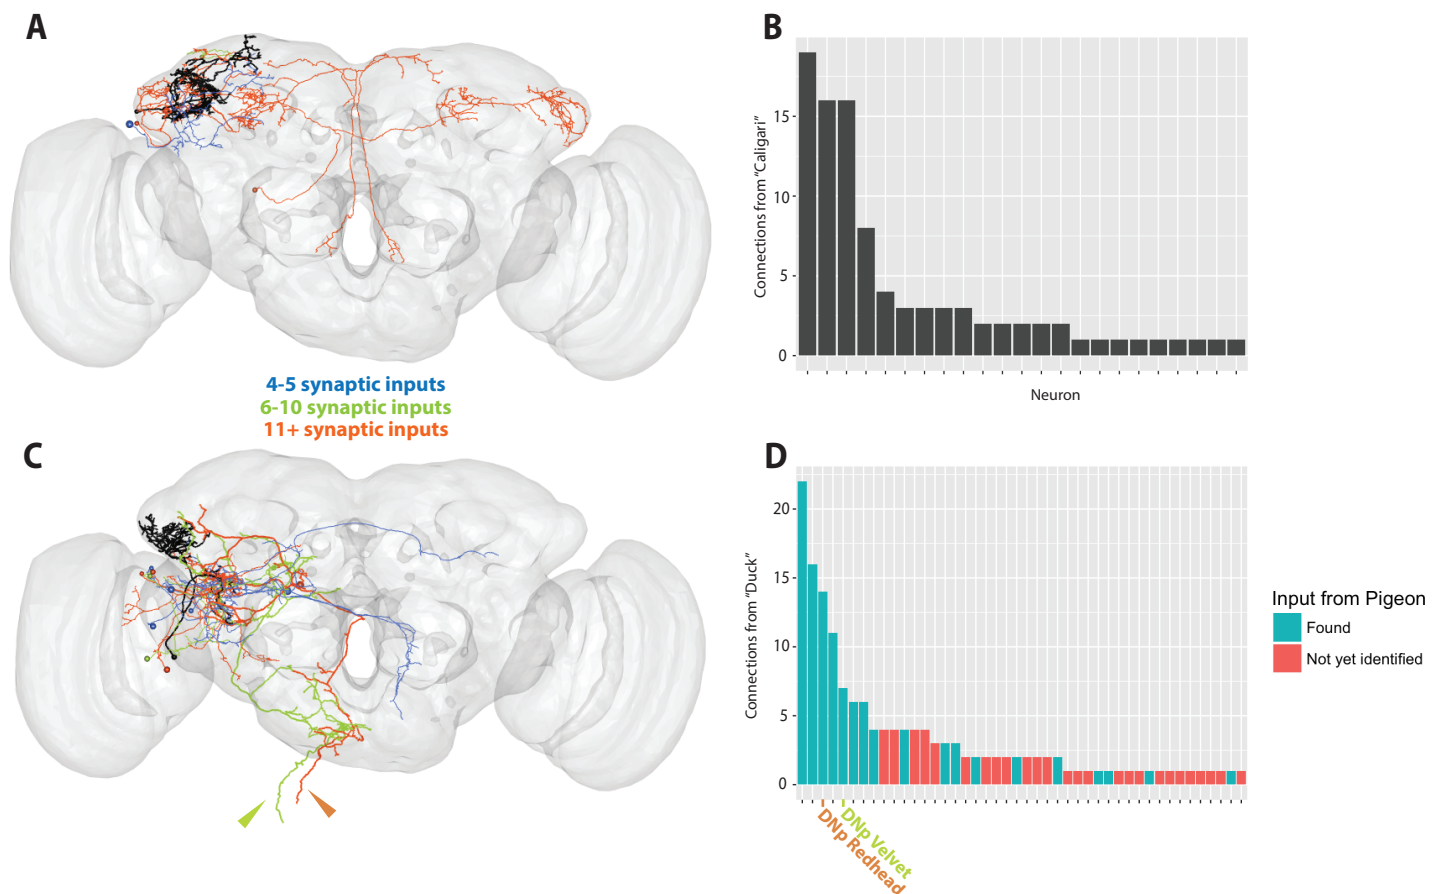 A
B
Connections from “Caligari”
15
10
5
0
Neuron
4-5 synaptic inputs
6-10 synaptic inputs
11+ synaptic inputs
C
D
Connections from “Duck”
20
15
10
5
0
DNp Velvet
DNp Redhead
Input from Pigeon
Found
Not yet identified